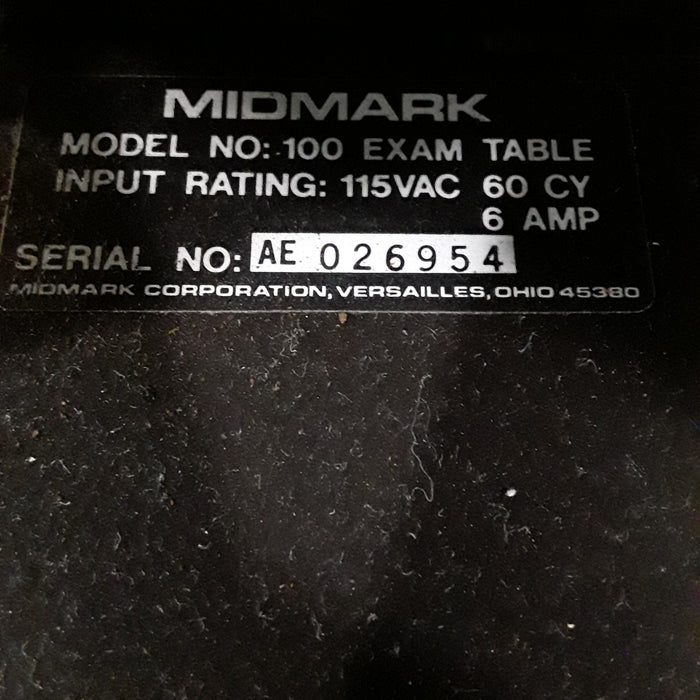 MIDMARK
MODEL NO: 100 EXAM TABLE
INPUT RATING: 115VAC 60 CY
6 AMP
SERIAL NO: AE 026954
MIDMARK CORPORATION, VERSAILLES, OHIO 45380